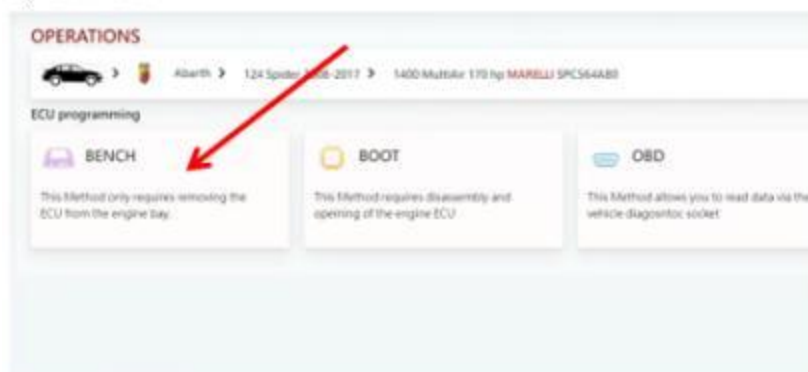 OPERATIONS
Abarth > 124 Spider -2017 > 1400 MultiAir 170 hp MARELLI SPC564A80
ECU programming
BENCH
This Method only requires removing the
ECU from the engine bay.
BOOT
This Method requires disassembly and
opening of the engine ECU
OBD
This Method allows you to read data via the
vehicle diagosntoc socket